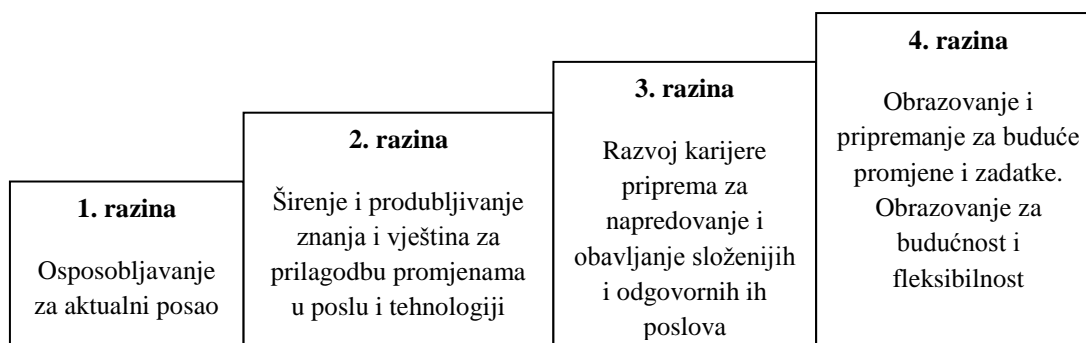 1. razina
Osposobljavanje
za aktualni posao
2. razina
Širenje i produbljivanje
znanja i vještina za
prilagodbu promjenama
u poslu i tehnologiji
3. razina
Razvoj karijere
priprema za
napredovanje i
obavljanje složenijih
i odgovornih ih
poslova
4. razina
Obrazovanje i
pripremanje za buduće
promjene i zadatke.
Obrazovanje za
budućnost i
fleksibilnost